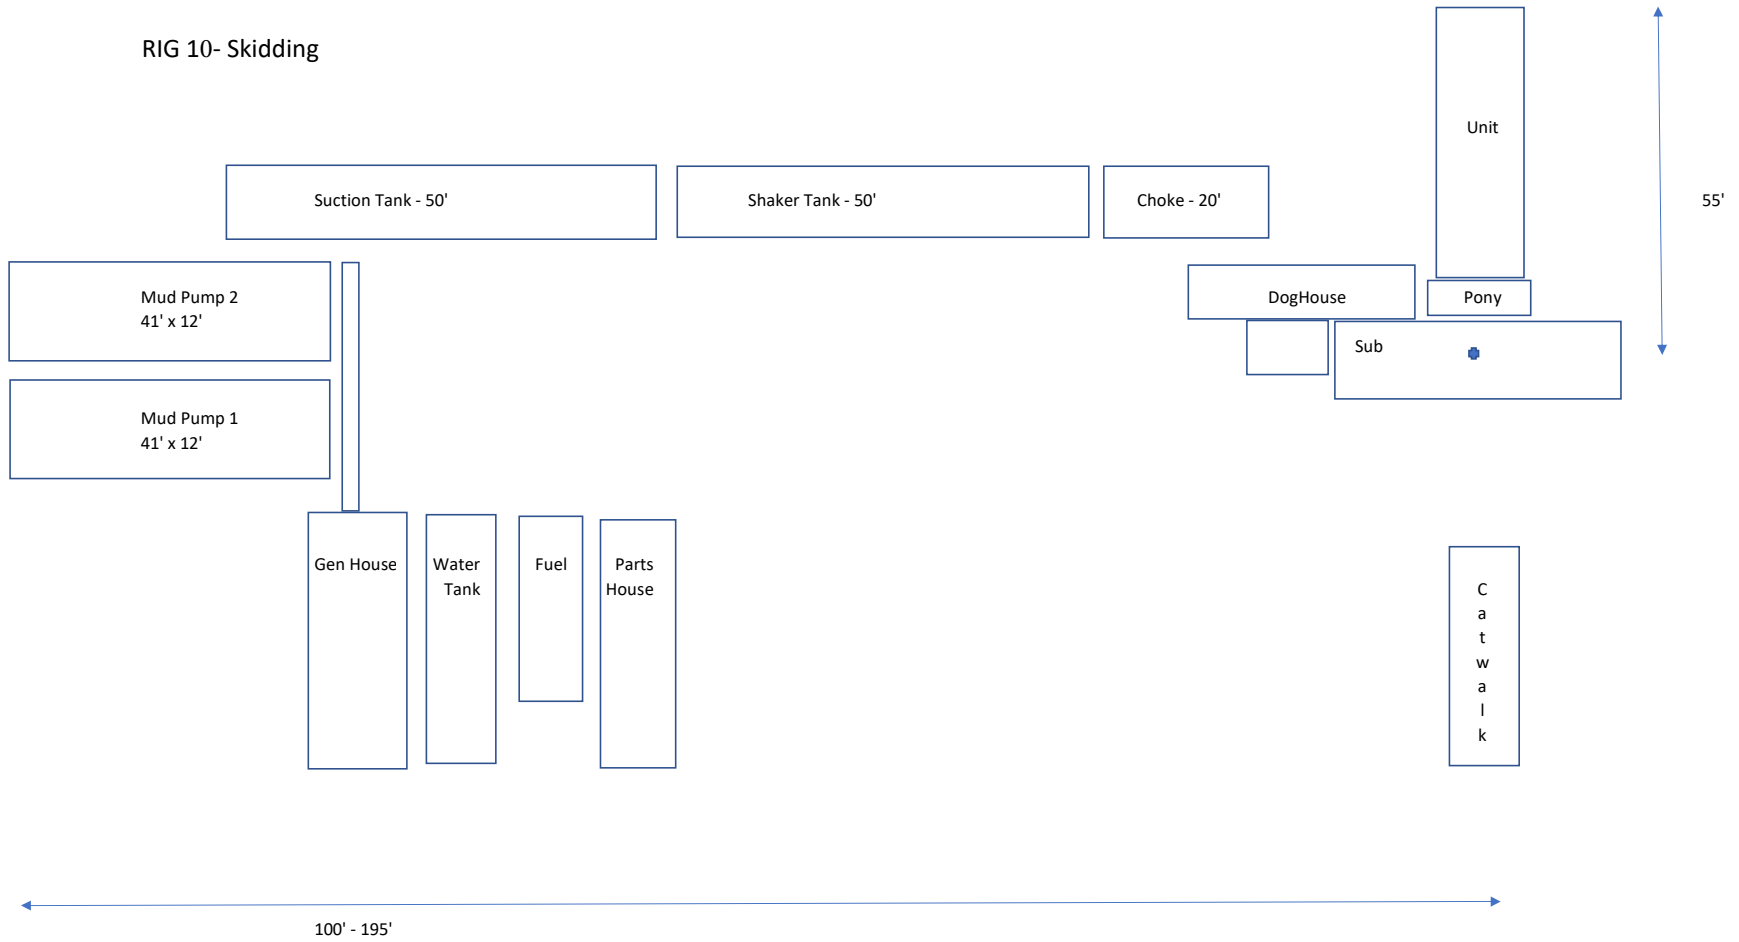 RIG 10- Skidding
Unit
Suction Tank - 50'
Shaker Tank - 50'
Choke - 20'
55'
Mud Pump 2
41' x 12'
DogHouse
Pony
Sub
Mud Pump 1
41' x 12'
Gen House
Water
Tank
Fuel
Parts
House
C
a
t
w
a
l
k
100' - 195'